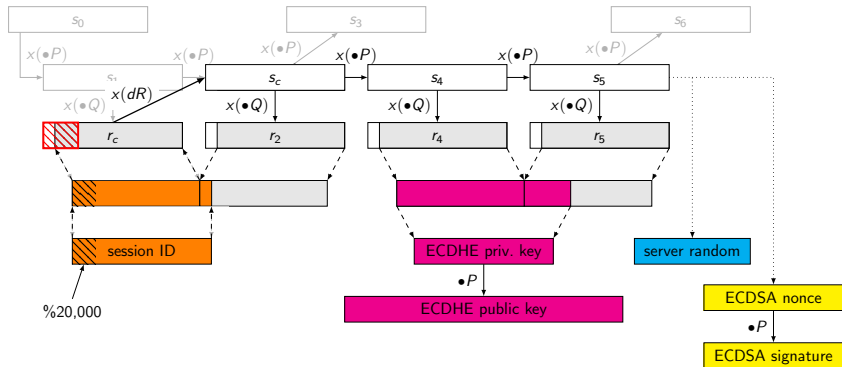 s0 s3 s6
x(•P) x(•P) x(•P) x(•P) x(•P) x(•P)
s1 sc s4 s5
x(dR)
x(•Q) x(•Q) x(•Q) x(•Q)
rc r2 r4 r5
session ID ECDHE priv. key server random
•P
%20,000 ECDHE public key ECDSA nonce
•P
ECDSA signature